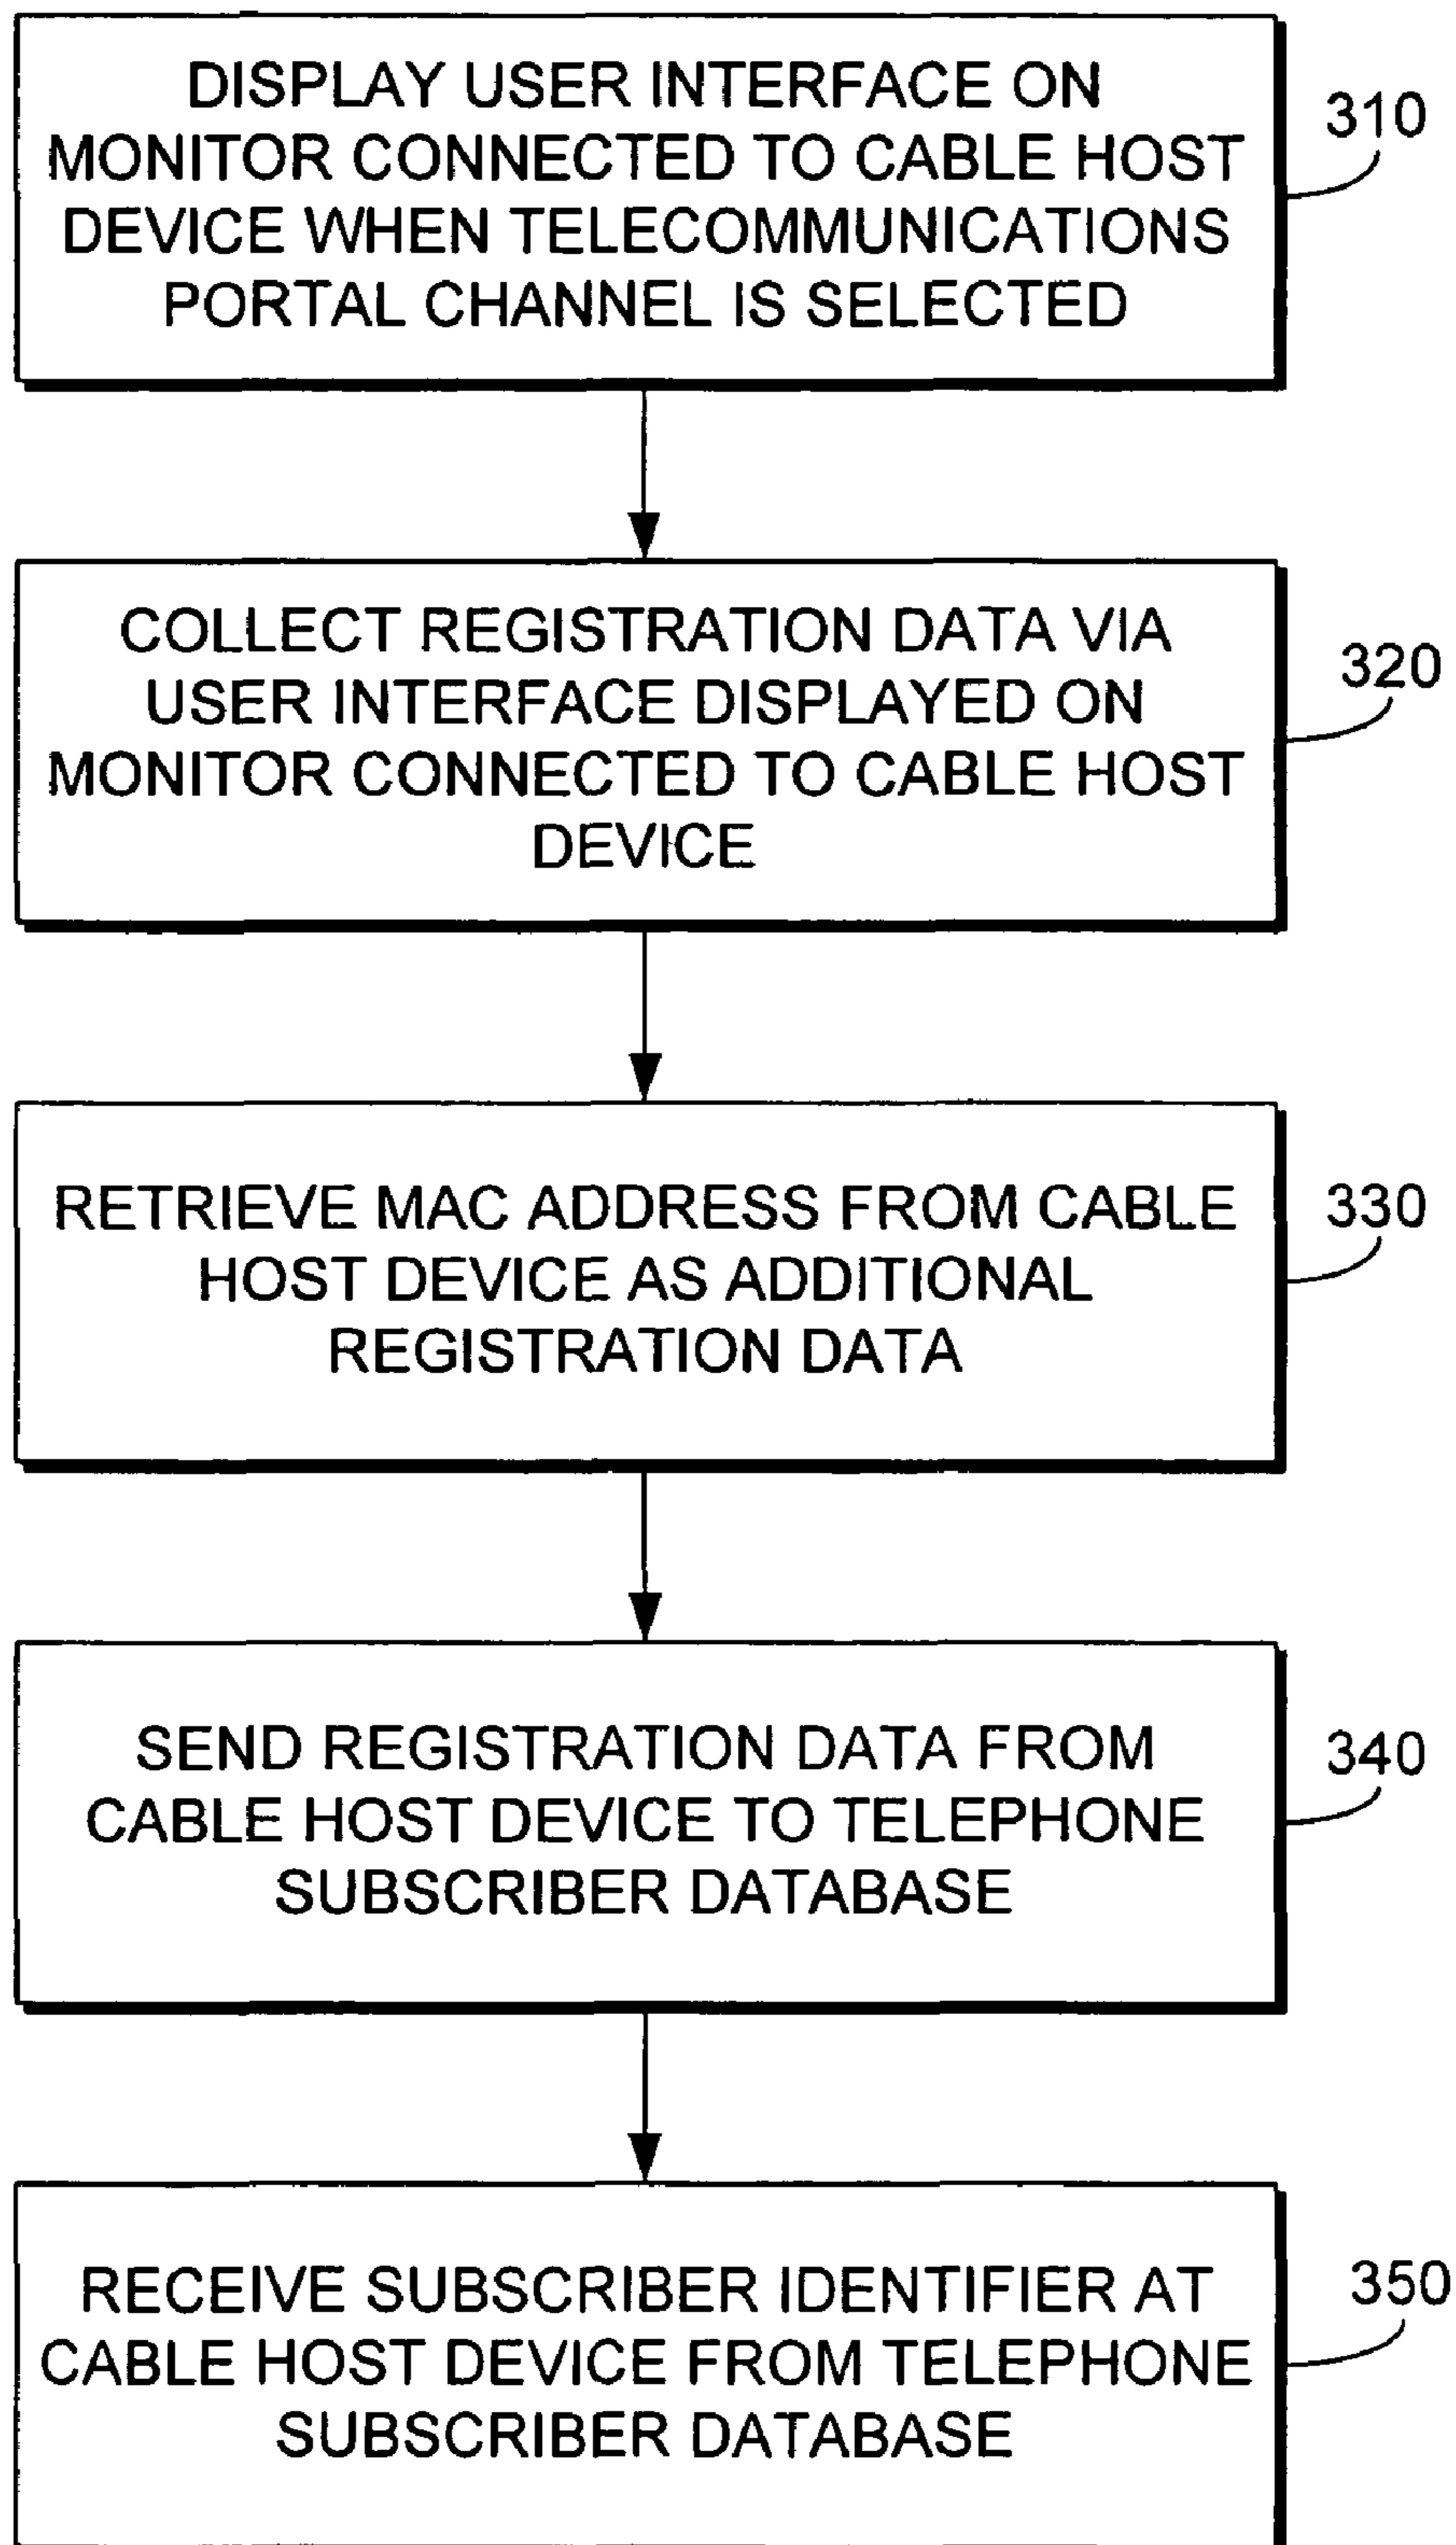 DISPLAY USER INTERFACE ON
MONITOR CONNECTED TO CABLE HOST
DEVICE WHEN TELECOMMUNICATIONS
PORTAL CHANNEL IS SELECTED
310
COLLECT REGISTRATION DATA VIA
USER INTERFACE DISPLAYED ON
MONITOR CONNECTED TO CABLE HOST
DEVICE
320
RETRIEVE MAC ADDRESS FROM CABLE
HOST DEVICE AS ADDITIONAL
REGISTRATION DATA
330
SEND REGISTRATION DATA FROM
CABLE HOST DEVICE TO TELEPHONE
SUBSCRIBER DATABASE
340
RECEIVE SUBSCRIBER IDENTIFIER AT
CABLE HOST DEVICE FROM TELEPHONE
SUBSCRIBER DATABASE
350